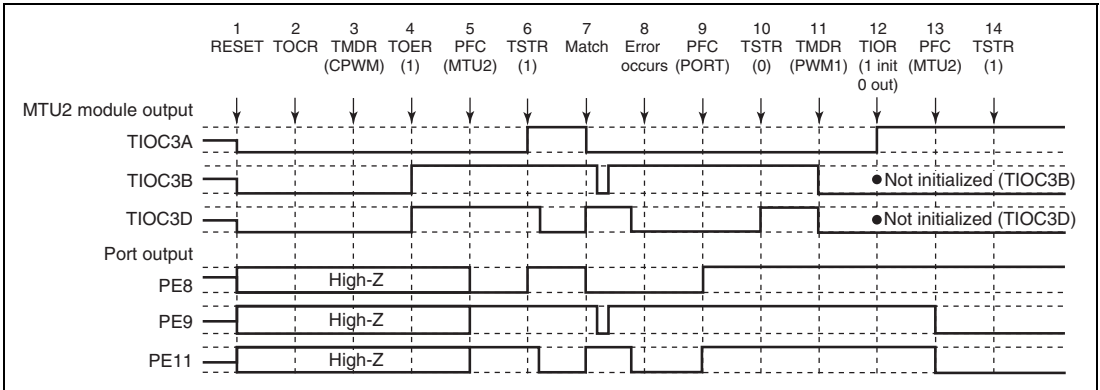 1 2 3 4 5 6 7 8 9 10 11 12 13 14
RESET TOCR TMDR TOER PFC TSTR Match Error PFC TSTR TMDR TIOR PFC TSTR
(CPWM) (1) (MTU2) (1) occurs (PORT) (0) (PWM1) (1 init (MTU2) (1)
0 out)
MTU2 module output
TIOC3A
TIOC3B
Not initialized (TIOC3B)
TIOC3D
Not initialized (TIOC3D)
Port output
PE8
High-Z
PE9
High-Z
PE11
High-Z